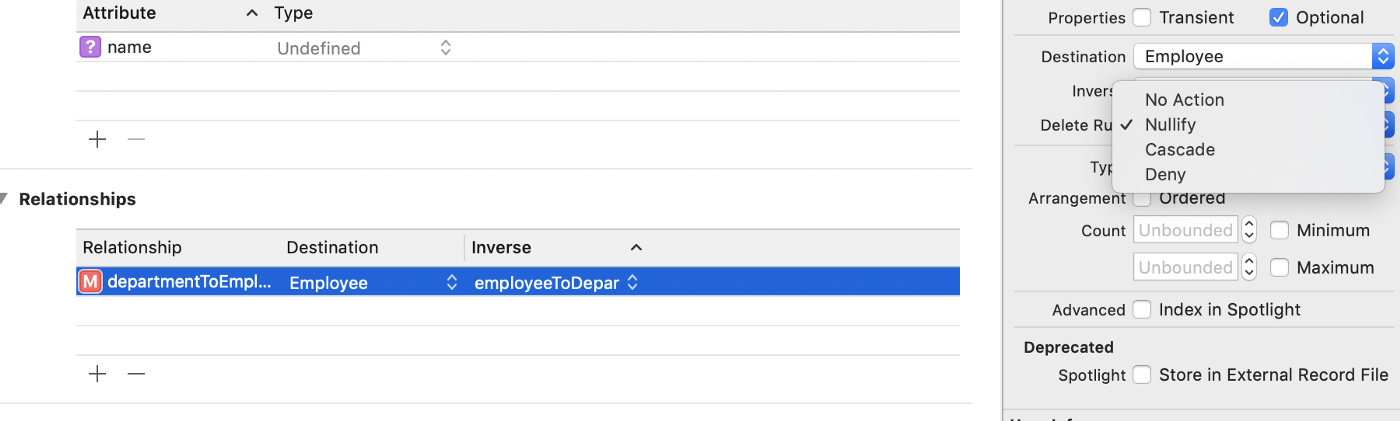 Attribute Type
? name Undefined
Relationships
Relationship Destination Inverse
M departmentToEmpl... Employee employeeToDepar
Properties Transient Optional
Destination Employee
Invers
No Action
Delete Ru ✓ Nullify
Cascade
Typ
Deny
Arrangement Ordered
Count Unbounded Minimum
Unbounded Maximum
Advanced Index in Spotlight
Deprecated
Spotlight Store in External Record File